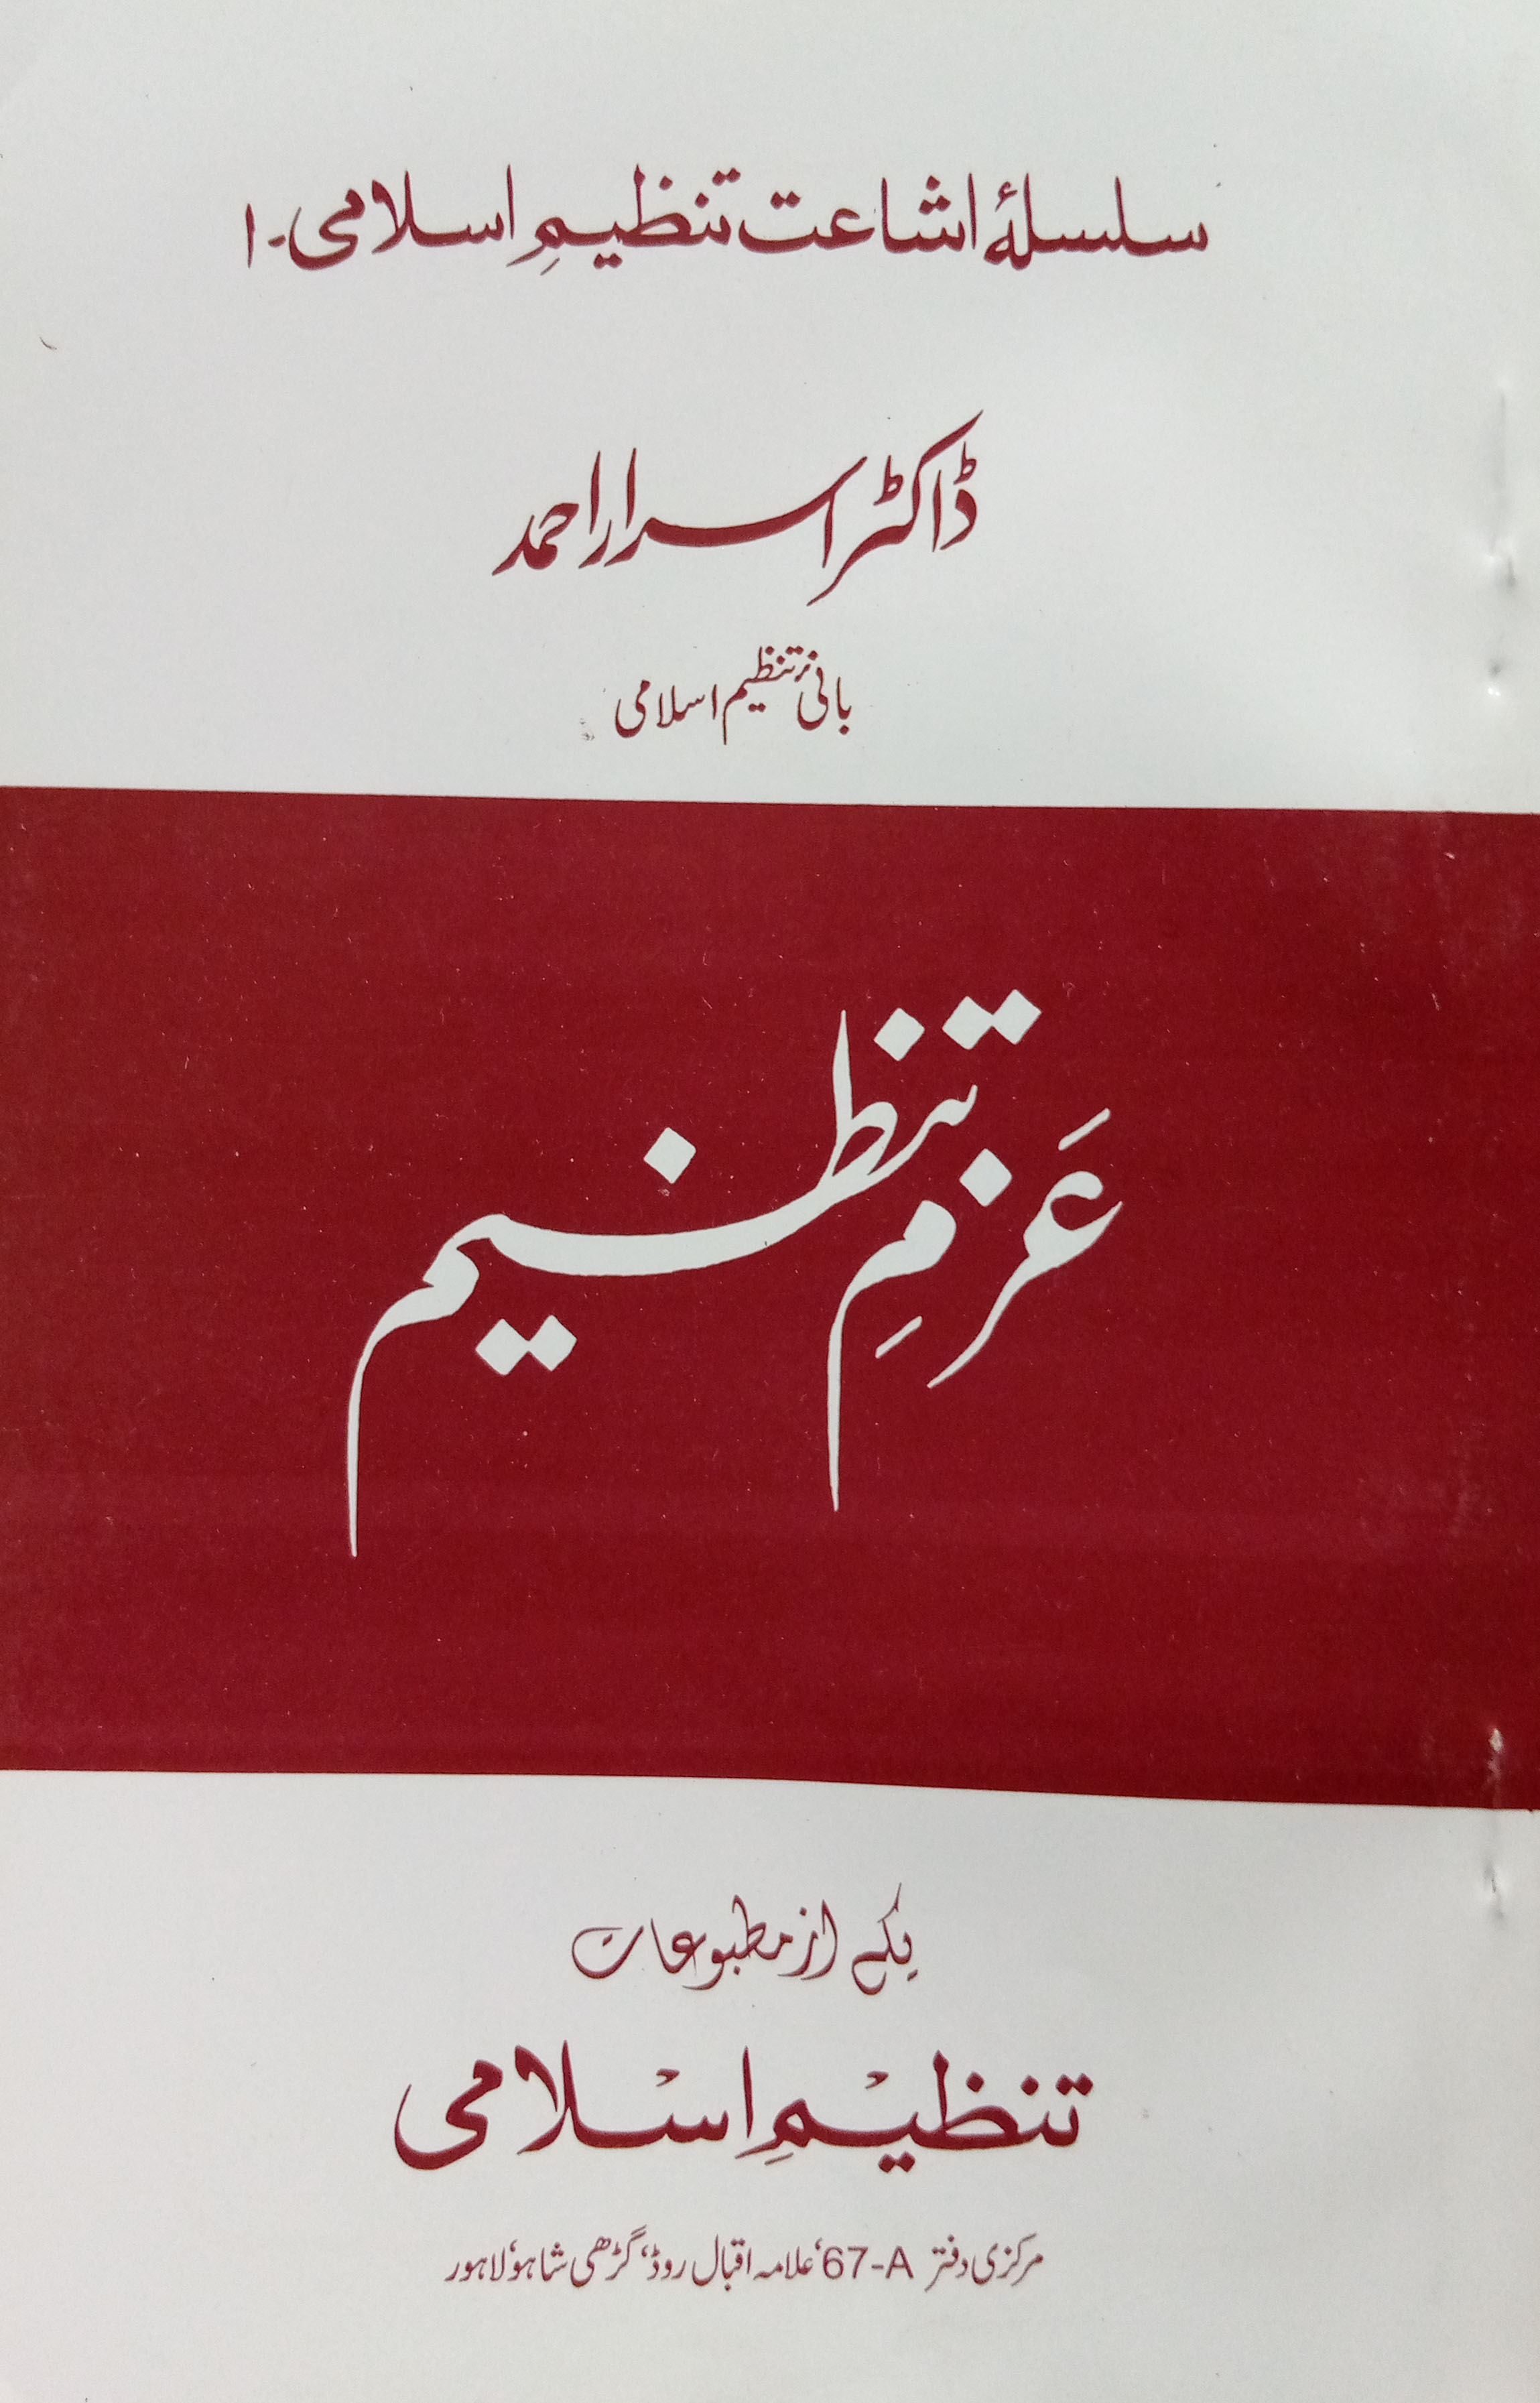 سلسلۂ اشاعت تنظیمِ اسلامی۔۱
ڈاکٹر اسرار احمد
بانیٔ تنظیم اسلامی
عَزمِ تنظیم
یکے از مطبوعات
تنظیمِ اسلامی
مرکزی دفتر 67-A‘ علامہ اقبال روڈ‘ گڑھی شاہو‘ لاہور